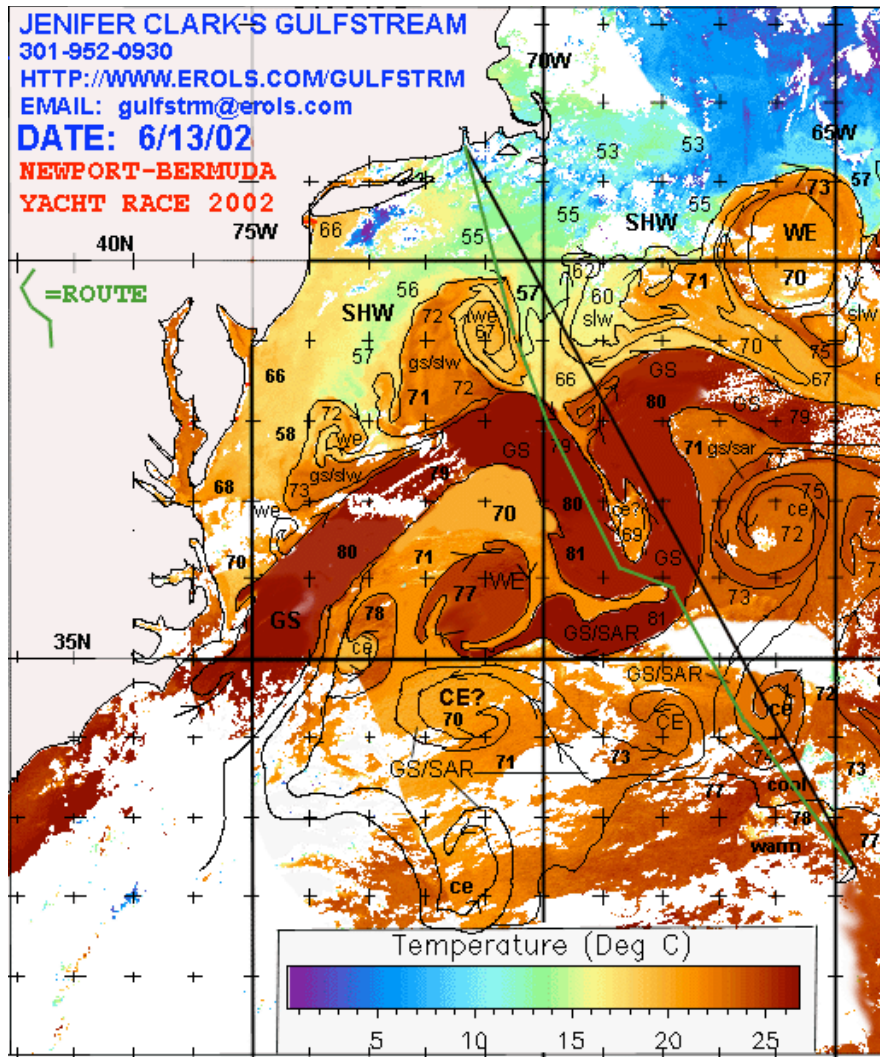 JENIFER CLARK'S GULFSTREAM
301-952-0930
HTTP://WWW.EROLS.COM/GULFSTRM
EMAIL: gulfstrm@erols.com
DATE: 6/13/02
NEWPORT-BERMUDA
YACHT RACE 2002
70W
65W
53
53
57
73
66
75W
55
55
55
SHW
WE
40N
=ROUTE
56
57
62
60
slw
71
70
SHW
72
we
67
slw
57
gs/slw
70
75
66
72
66
GS
67
71
80
GS
79
58
72
we
GS
79
71
gs/sar
gs/slw
73
79
68
we
80
ce?
69
75
ce
72
70
70
80
71
81
GS
77
WE
73
GS
78
81
35N
ce
GS/SAR
GS/SAR
CE?
70
CE
72
ce
GS/SAR
71
73
74
73
77
cool
78
77
warm
ce
Temperature (Deg C)
5 10 15 20 25